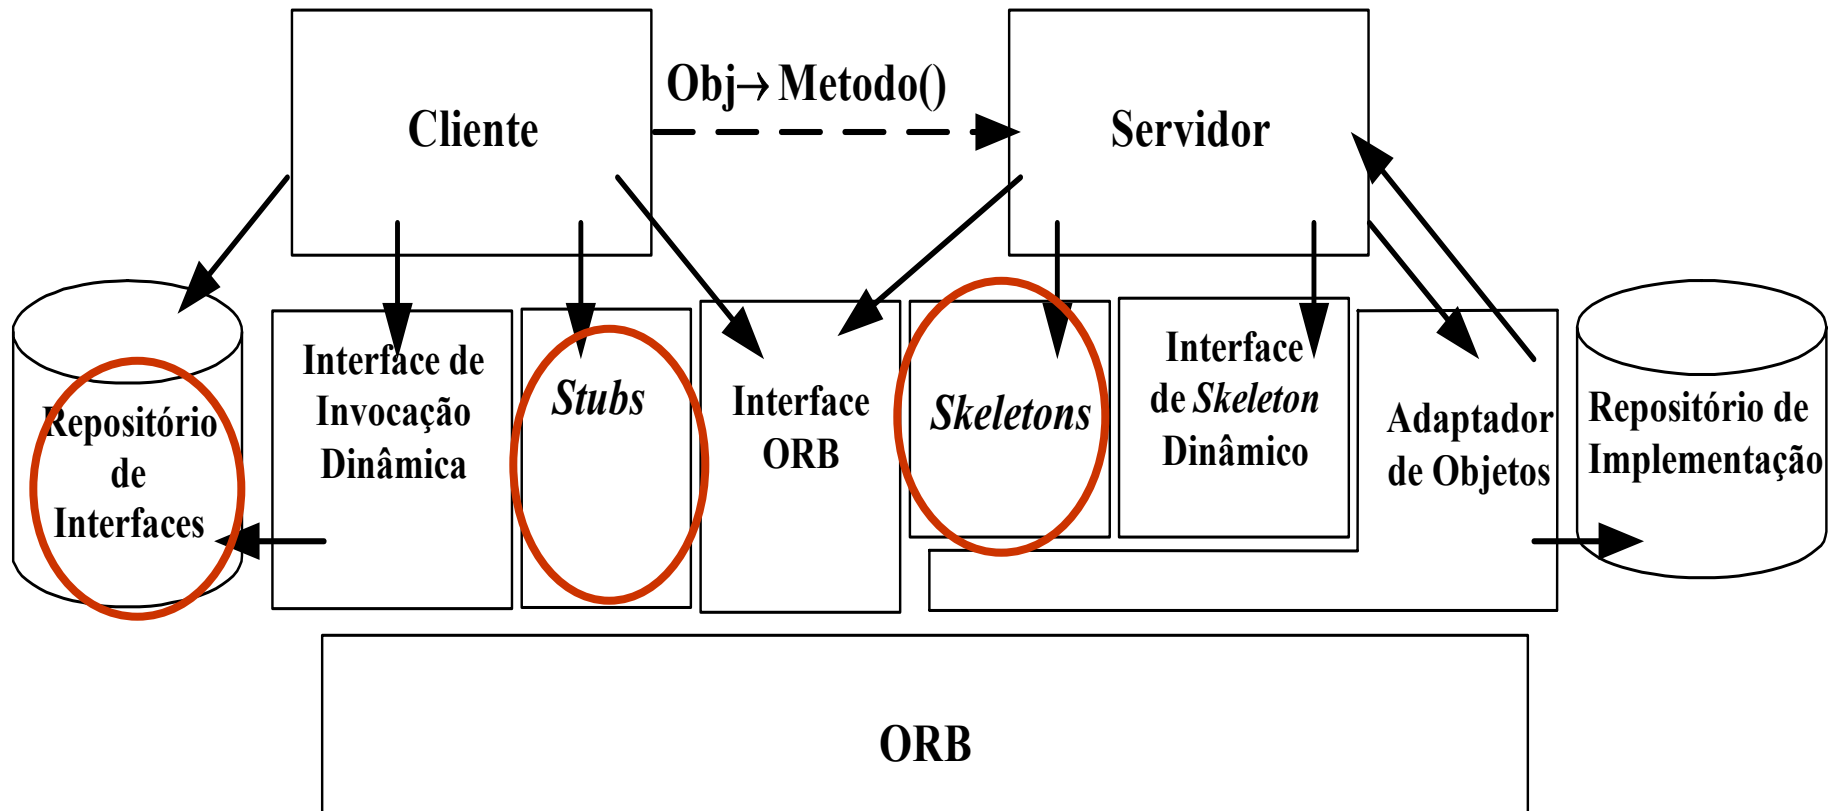 Obj→ Metodo()
Cliente
Servidor
Repositório
de
Interfaces
Interface de
Invocação
Dinâmica
Stubs
Interface
ORB
Skeletons
Interface
de Skeleton
Dinâmico
Adaptador
de Objetos
Repositório de
Implementação
ORB